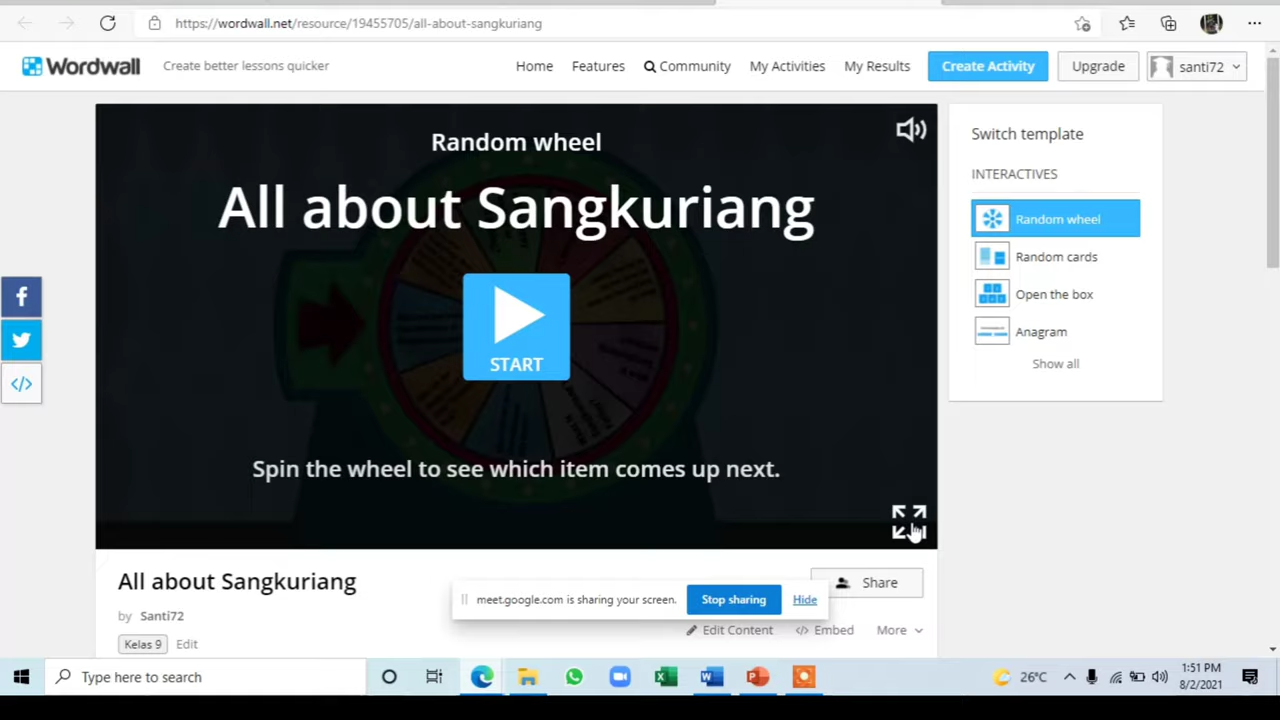 https://wordwall.net/resource/19455705/all-about-sangkuriang
Wordwall
Create better lessons quicker
Home
Features
Community
My Activities
My Results
Create Activity
Upgrade
santi72
Random wheel
All about Sangkuriang
START
Spin the wheel to see which item comes up next.
Switch template
INTERACTIVES
Random wheel
Random cards
Open the box
Anagram
Show all
All about Sangkuriang
Share
by Santi72
meet.google.com is sharing your screen.
Stop sharing
Hide
Kelas 9
Edit
Edit Content
Embed
More
Type here to search
26°C
1:51 PM
8/2/2021